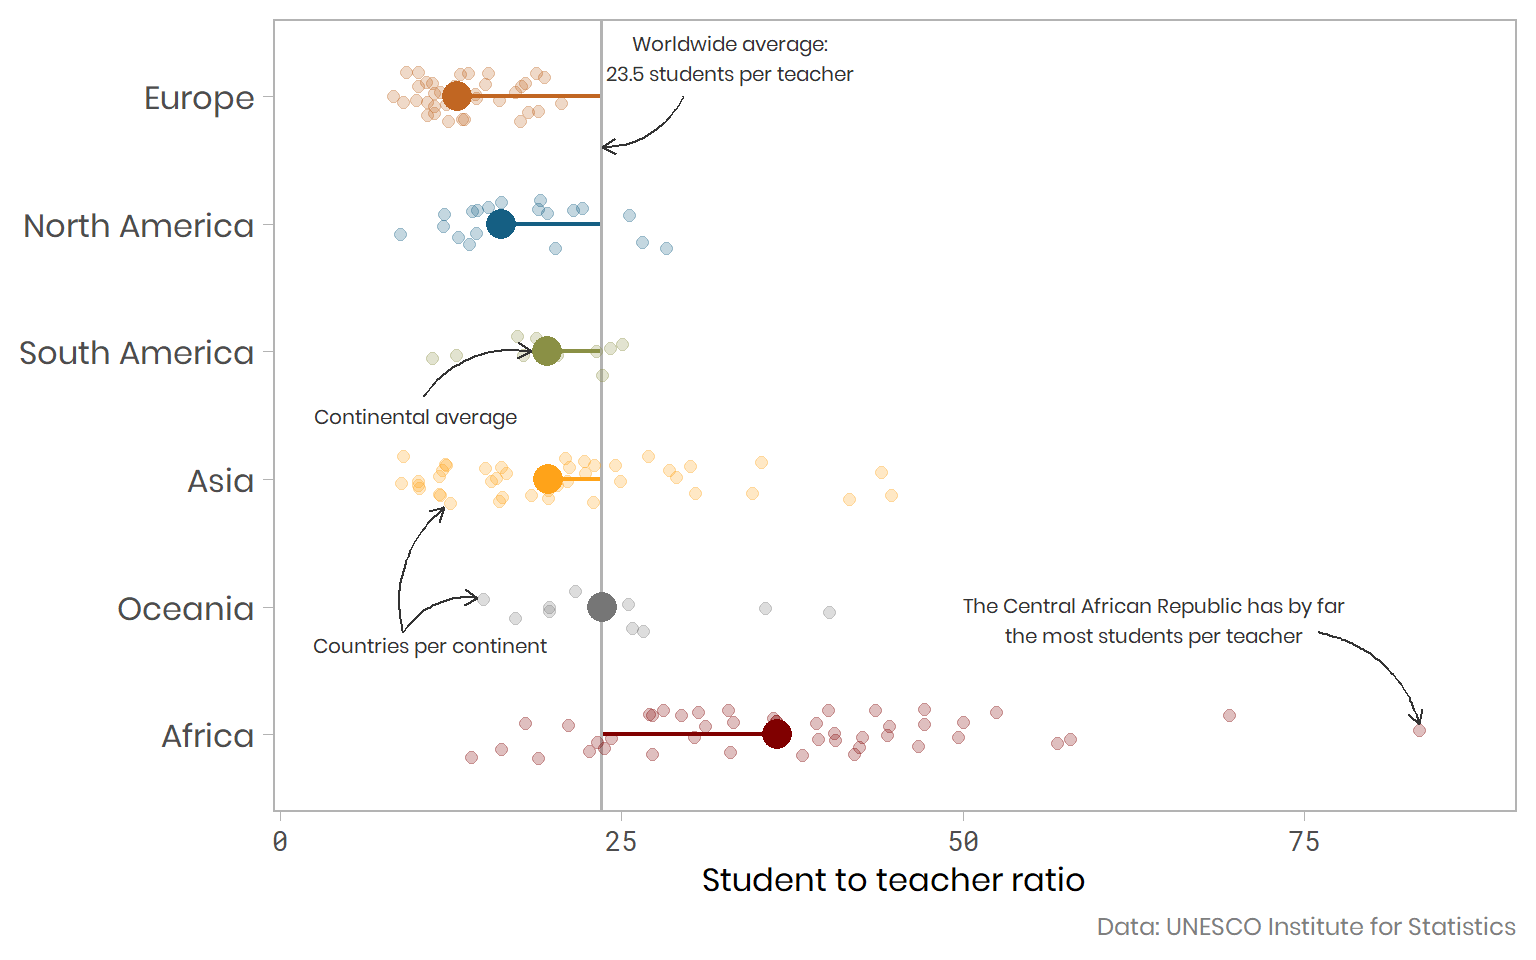 Worldwide average:
23.5 students per teacher
Europe
North America
South America
Continental average
Asia
Oceania
Countries per continent
The Central African Republic has by far
the most students per teacher
Africa
0 25 50 75
Student to teacher ratio
Data: UNESCO Institute for Statistics